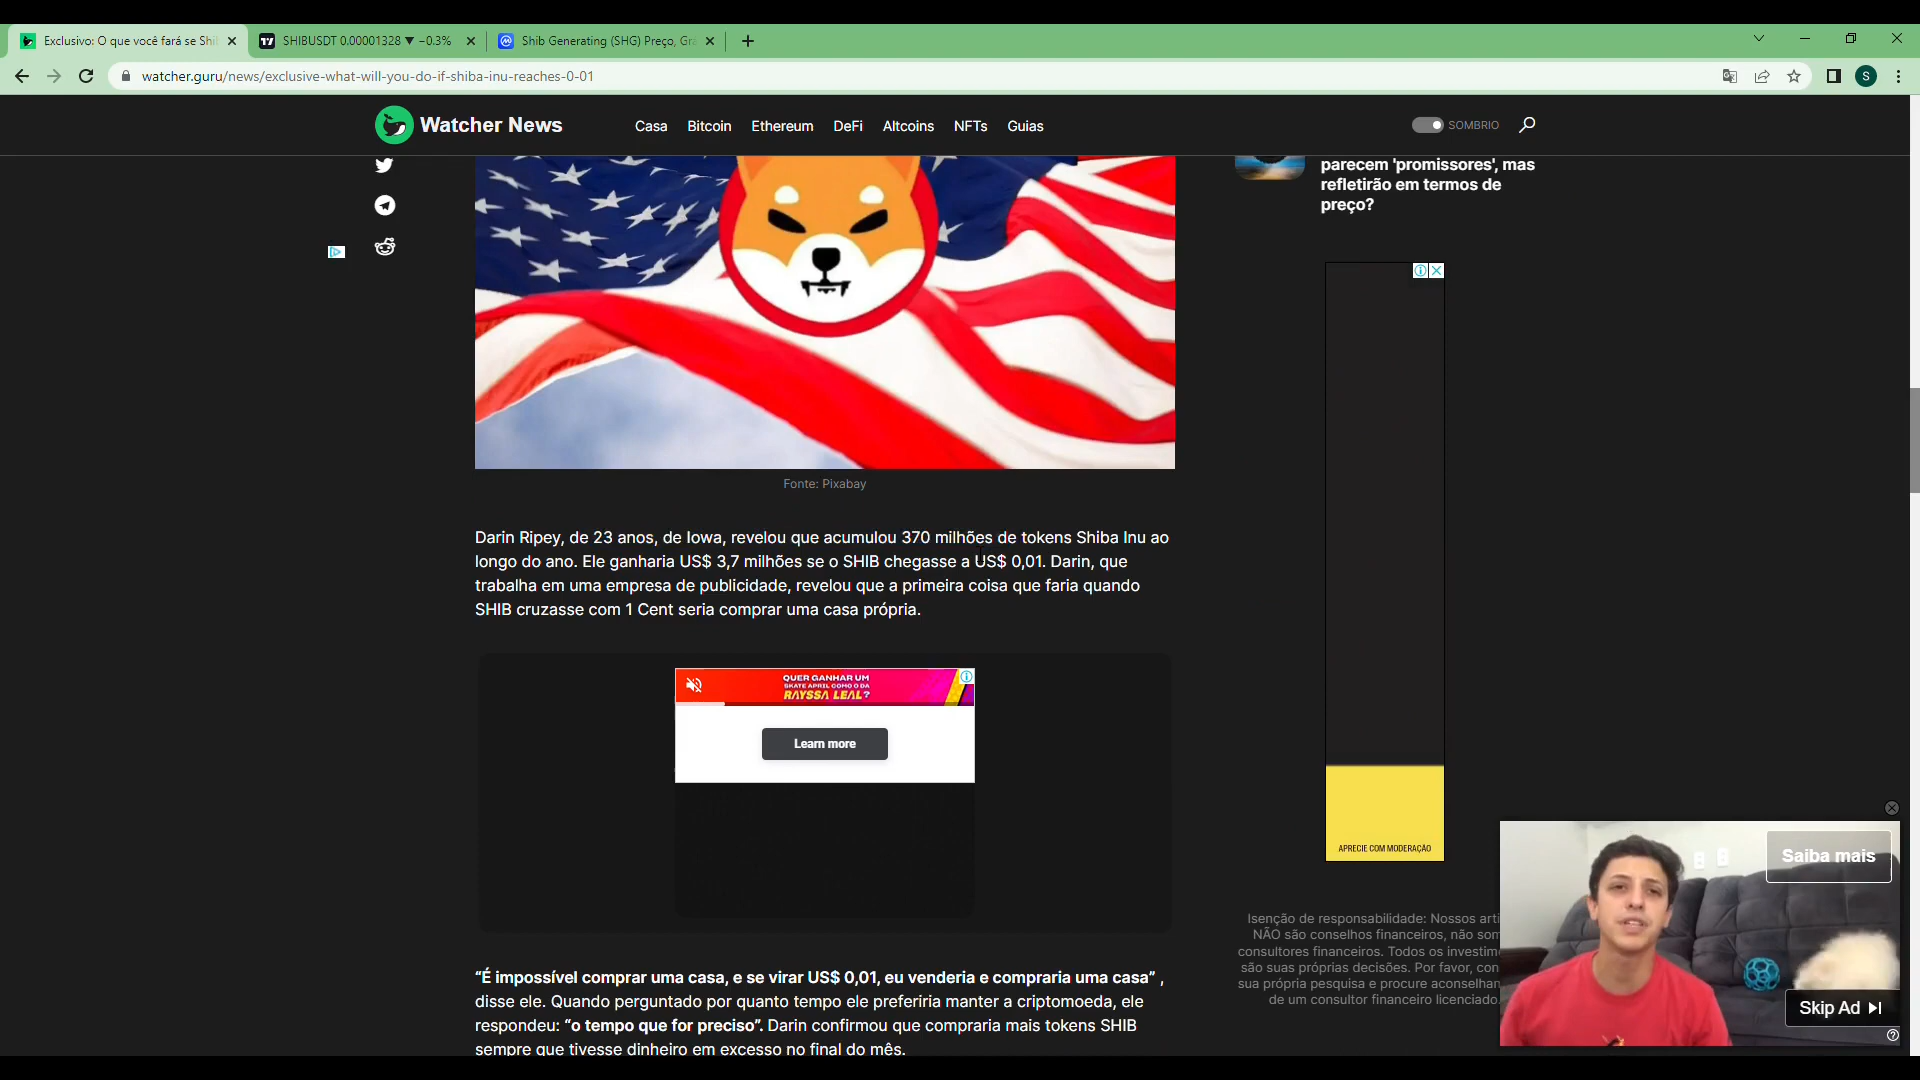 Exclusivo: O que você fará se Shi
SHIBUSDT 0.00001328 ▼ −0.3%
Shib Generating (SHG) Preço, Grá
watcher.guru/news/exclusive-what-will-you-do-if-shiba-inu-reaches-0-01
S
Watcher News
Casa
Bitcoin
Ethereum
DeFi
Altcoins
NFTs
Guias
SOMBRIO
parecem 'promissores', mas
refletirão em termos de
preço?
Fonte: Pixabay
Darin Ripey, de 23 anos, de Iowa, revelou que acumulou 370 milhões de tokens Shiba Inu ao
longo do ano. Ele ganharia US$ 3,7 milhões se o SHIB chegasse a US$ 0,01. Darin, que
trabalha em uma empresa de publicidade, revelou que a primeira coisa que faria quando
SHIB cruzasse com 1 Cent seria comprar uma casa própria.
QUER GANHAR UM
SKATE APRIL COMO O DA
RAYSSA LEAL?
Learn more
“É impossível comprar uma casa, e se virar US$ 0,01, eu venderia e compraria uma casa” ,
disse ele. Quando perguntado por quanto tempo ele preferiria manter a criptomoeda, ele
respondeu: “o tempo que for preciso”. Darin confirmou que compraria mais tokens SHIB
sempre que tivesse dinheiro em excesso no final do mês.
APRECIE COM MODERAÇÃO
Isenção de responsabilidade: Nossos arti
NÃO são conselhos financeiros, não som
consultores financeiros. Todos os investime
são suas próprias decisões. Por favor, con
sua própria pesquisa e procure aconselhan
de um consultor financeiro licenciado.
Saiba mais
Skip Ad